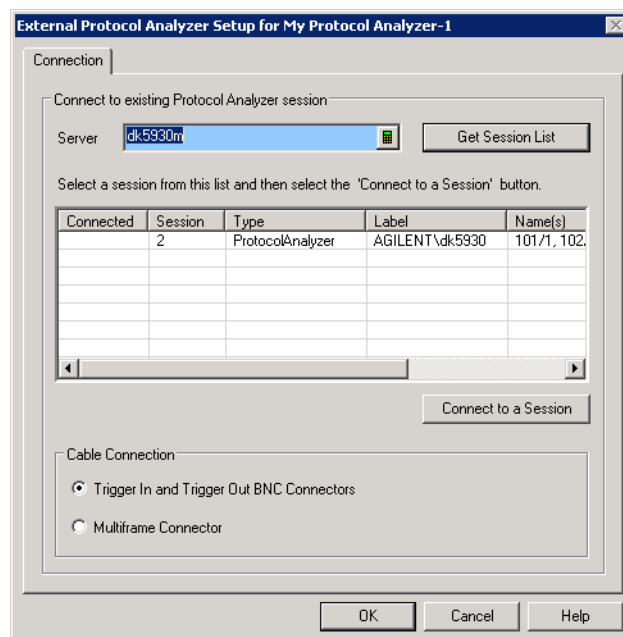 External Protocol Analyzer Setup for My Protocol Analyzer-1
Connection
Connect to existing Protocol Analyzer session
Server dk5930m Get Session List
Select a session from this list and then select the 'Connect to a Session' button.
Connected Session Type Label Name(s)
2 ProtocolAnalyzer AGILENT\dk5930 101/1, 102.
Connect to a Session
Cable Connection
Trigger In and Trigger Out BNC Connectors
Multiframe Connector
OK Cancel Help